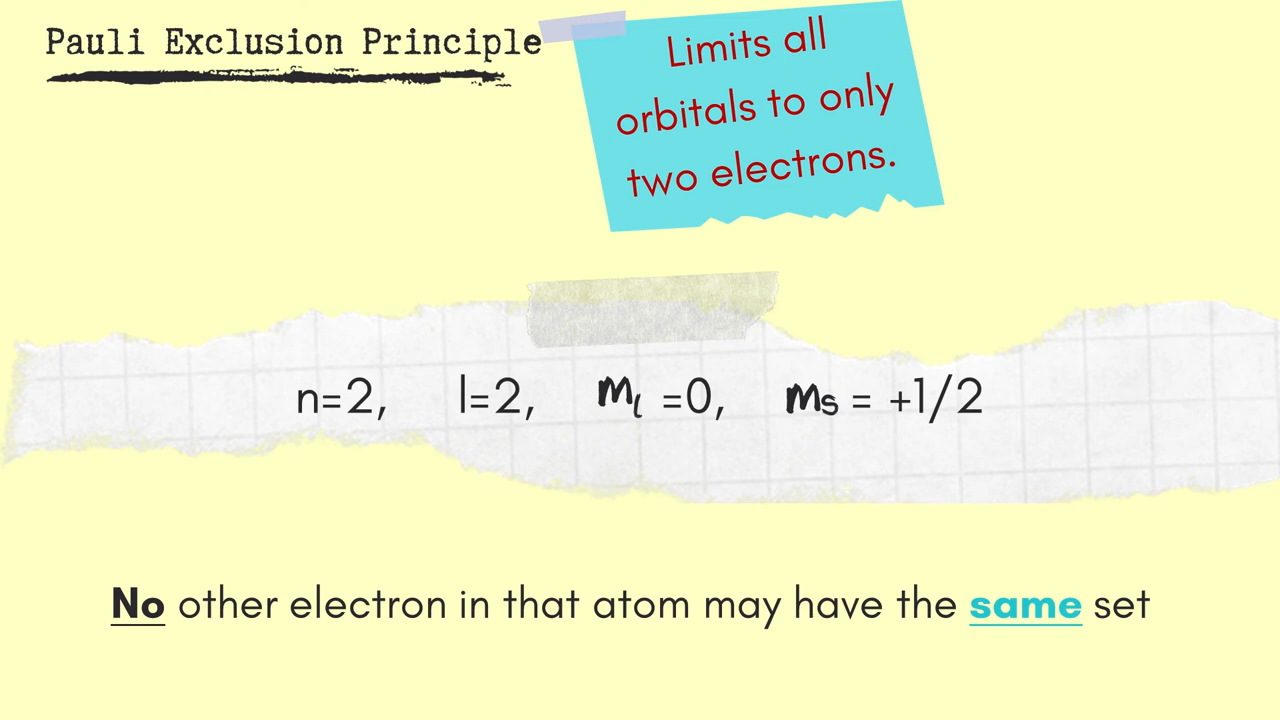 Pauli Exclusion Principle
Limits all
orbitals to only
two electrons.
n=2, l=2, ml =0, ms = +1/2
No other electron in that atom may have the same set